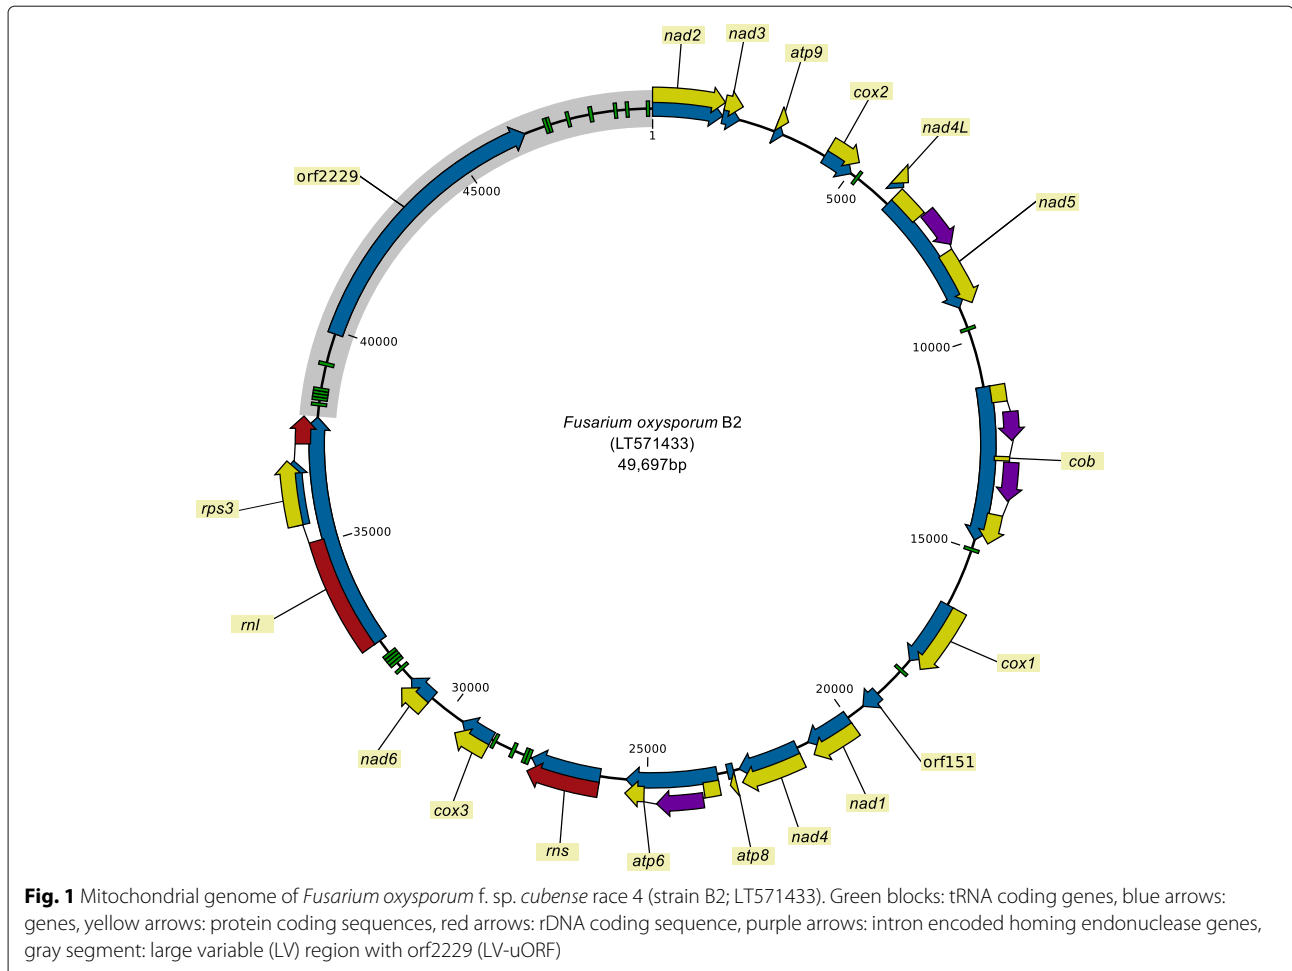 nad2
nad3
atp9
cox2
nad4L
nad5
cob
cox1
orf151
nad1
nad4
atp8
atp6
rns
cox3
nad6
rnl
rps3
orf2229
1
5000
10000
15000
20000
25000
30000
35000
40000
45000
Fusarium oxysporum B2
(LT571433)
49,697bp
Fig. 1 Mitochondrial genome of Fusarium oxysporum f. sp. cubense race 4 (strain B2; LT571433). Green blocks: tRNA coding genes, blue arrows:
genes, yellow arrows: protein coding sequences, red arrows: rDNA coding sequence, purple arrows: intron encoded homing endonuclease genes,
gray segment: large variable (LV) region with orf2229 (LV-uORF)